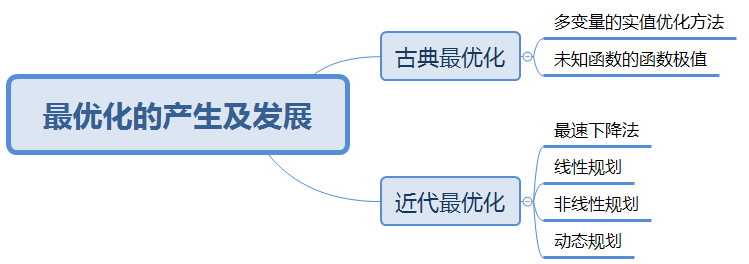 最优化的产生及发展
古典最优化
多变量的实值优化方法
未知函数的函数极值
近代最优化
最速下降法
线性规划
非线性规划
动态规划